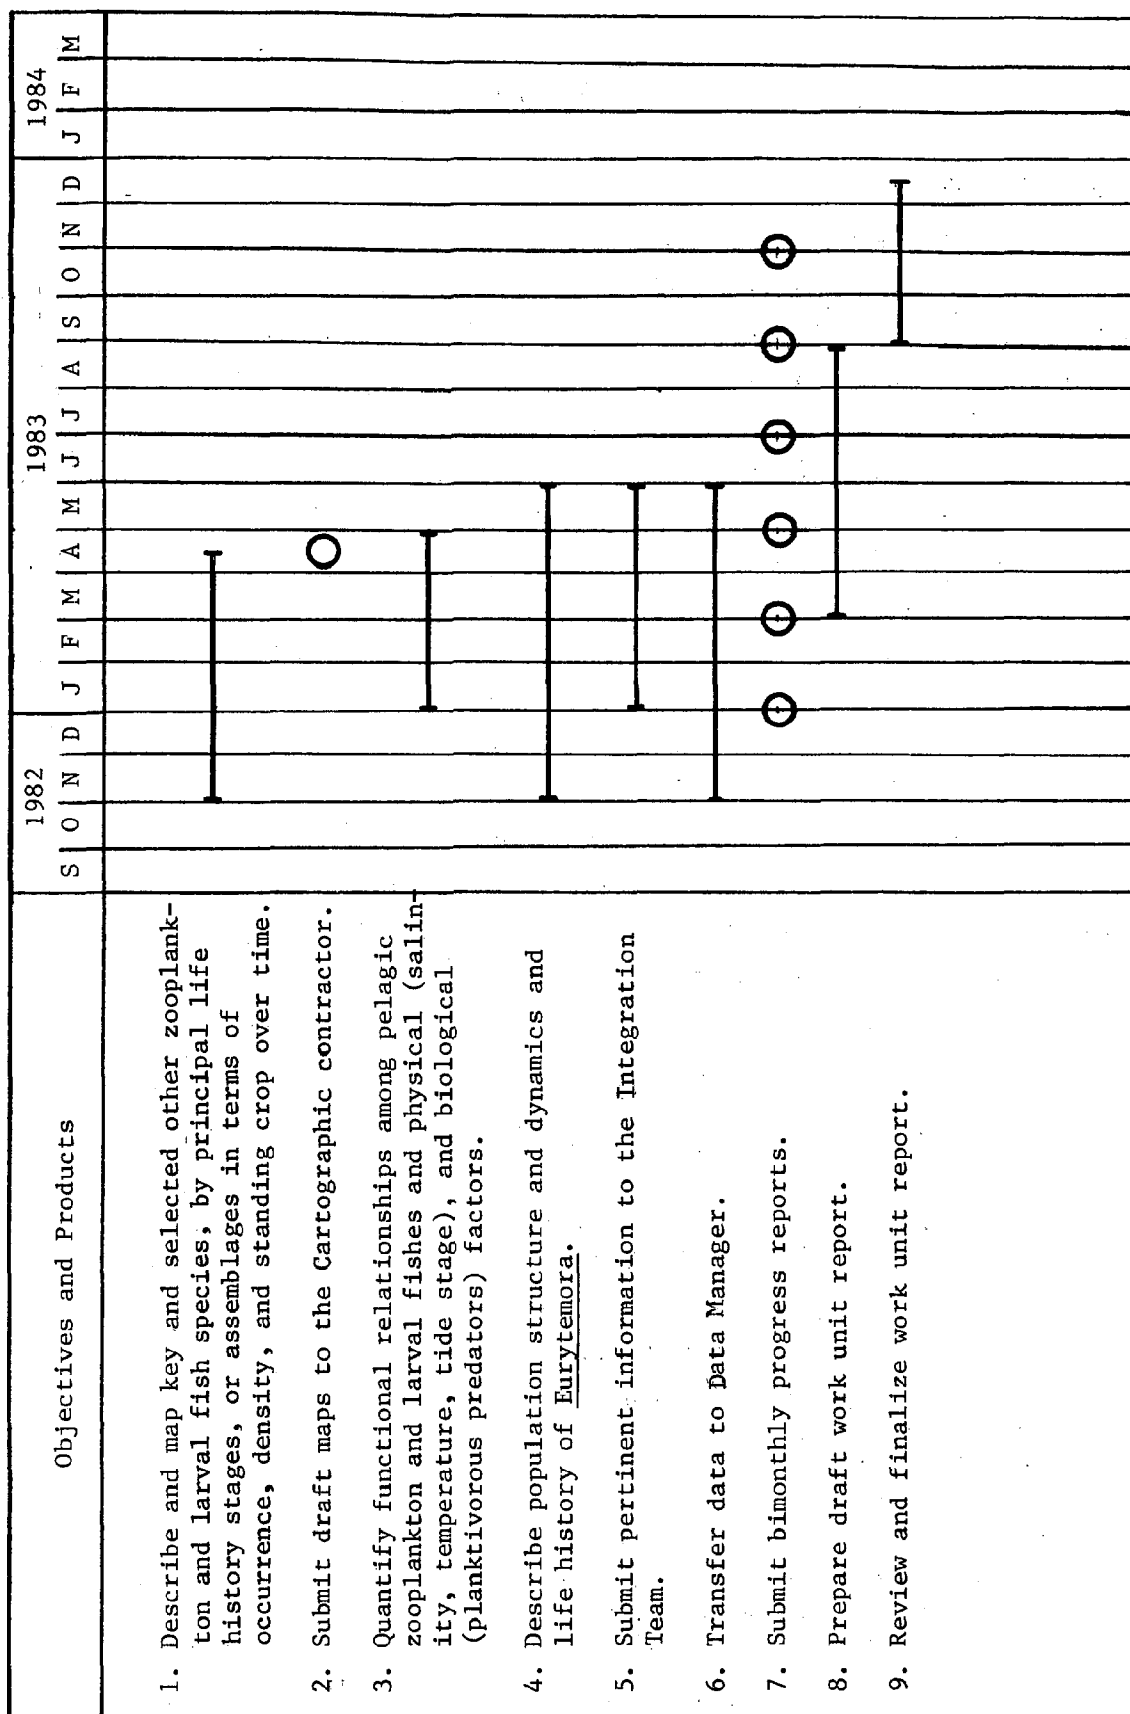 Objectives and Products
1982
1983
1984
S O N D J F M A M J J A S O N D J F M
1. Describe and map key and selected other zooplank-
ton and larval fish species, by principal life
history stages, or assemblages in terms of
occurrence, density, and standing crop over time.
2. Submit draft maps to the Cartographic contractor.
3. Quantify functional relationships among pelagic
zooplankton and larval fishes and physical (salin-
ity, temperature, tide stage), and biological
(planktivorous predators) factors.
4. Describe population structure and dynamics and
life history of Eurytemora.
5. Submit pertinent information to the Integration
Team.
6. Transfer data to Data Manager.
7. Submit bimonthly progress reports.
8. Prepare draft work unit report.
9. Review and finalize work unit report.